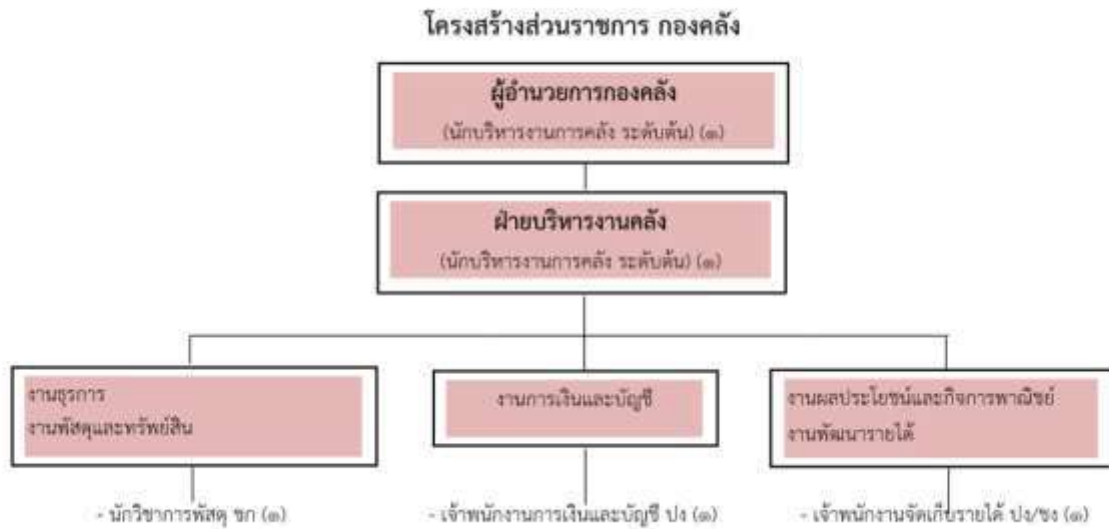 โครงสร้างส่วนราชการ กองคลัง
ผู้อำนวยการกองคลัง
(นักบริหารงานการคลัง ระดับต้น) (๑)
ฝ่ายบริหารงานคลัง
(นักบริหารงานการคลัง ระดับต้น) (๑)
งานธุรการ
งานพัสดุและทรัพย์สิน
- นักวิชาการพัสดุ ชก (๑)
งานการเงินและบัญชี
- เจ้าพนักงานการเงินและบัญชี ปง (๑)
งานผลประโยชน์และกิจการพาณิชย์
งานพัฒนารายได้
- เจ้าพนักงานจัดเก็บรายได้ ปง/ชง (๑)